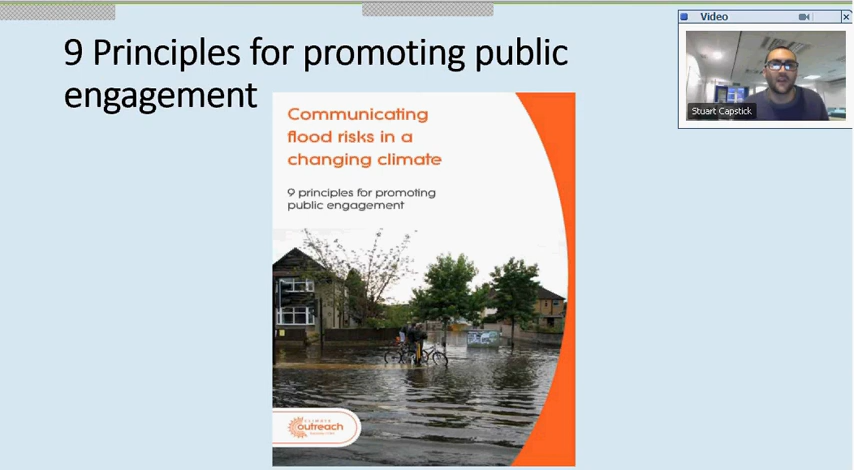 9 Principles for promoting public
engagement
Communicating
flood risks in a
changing climate
9 principles for promoting
public engagement
climate
outreach
Video
Stuart Capstick